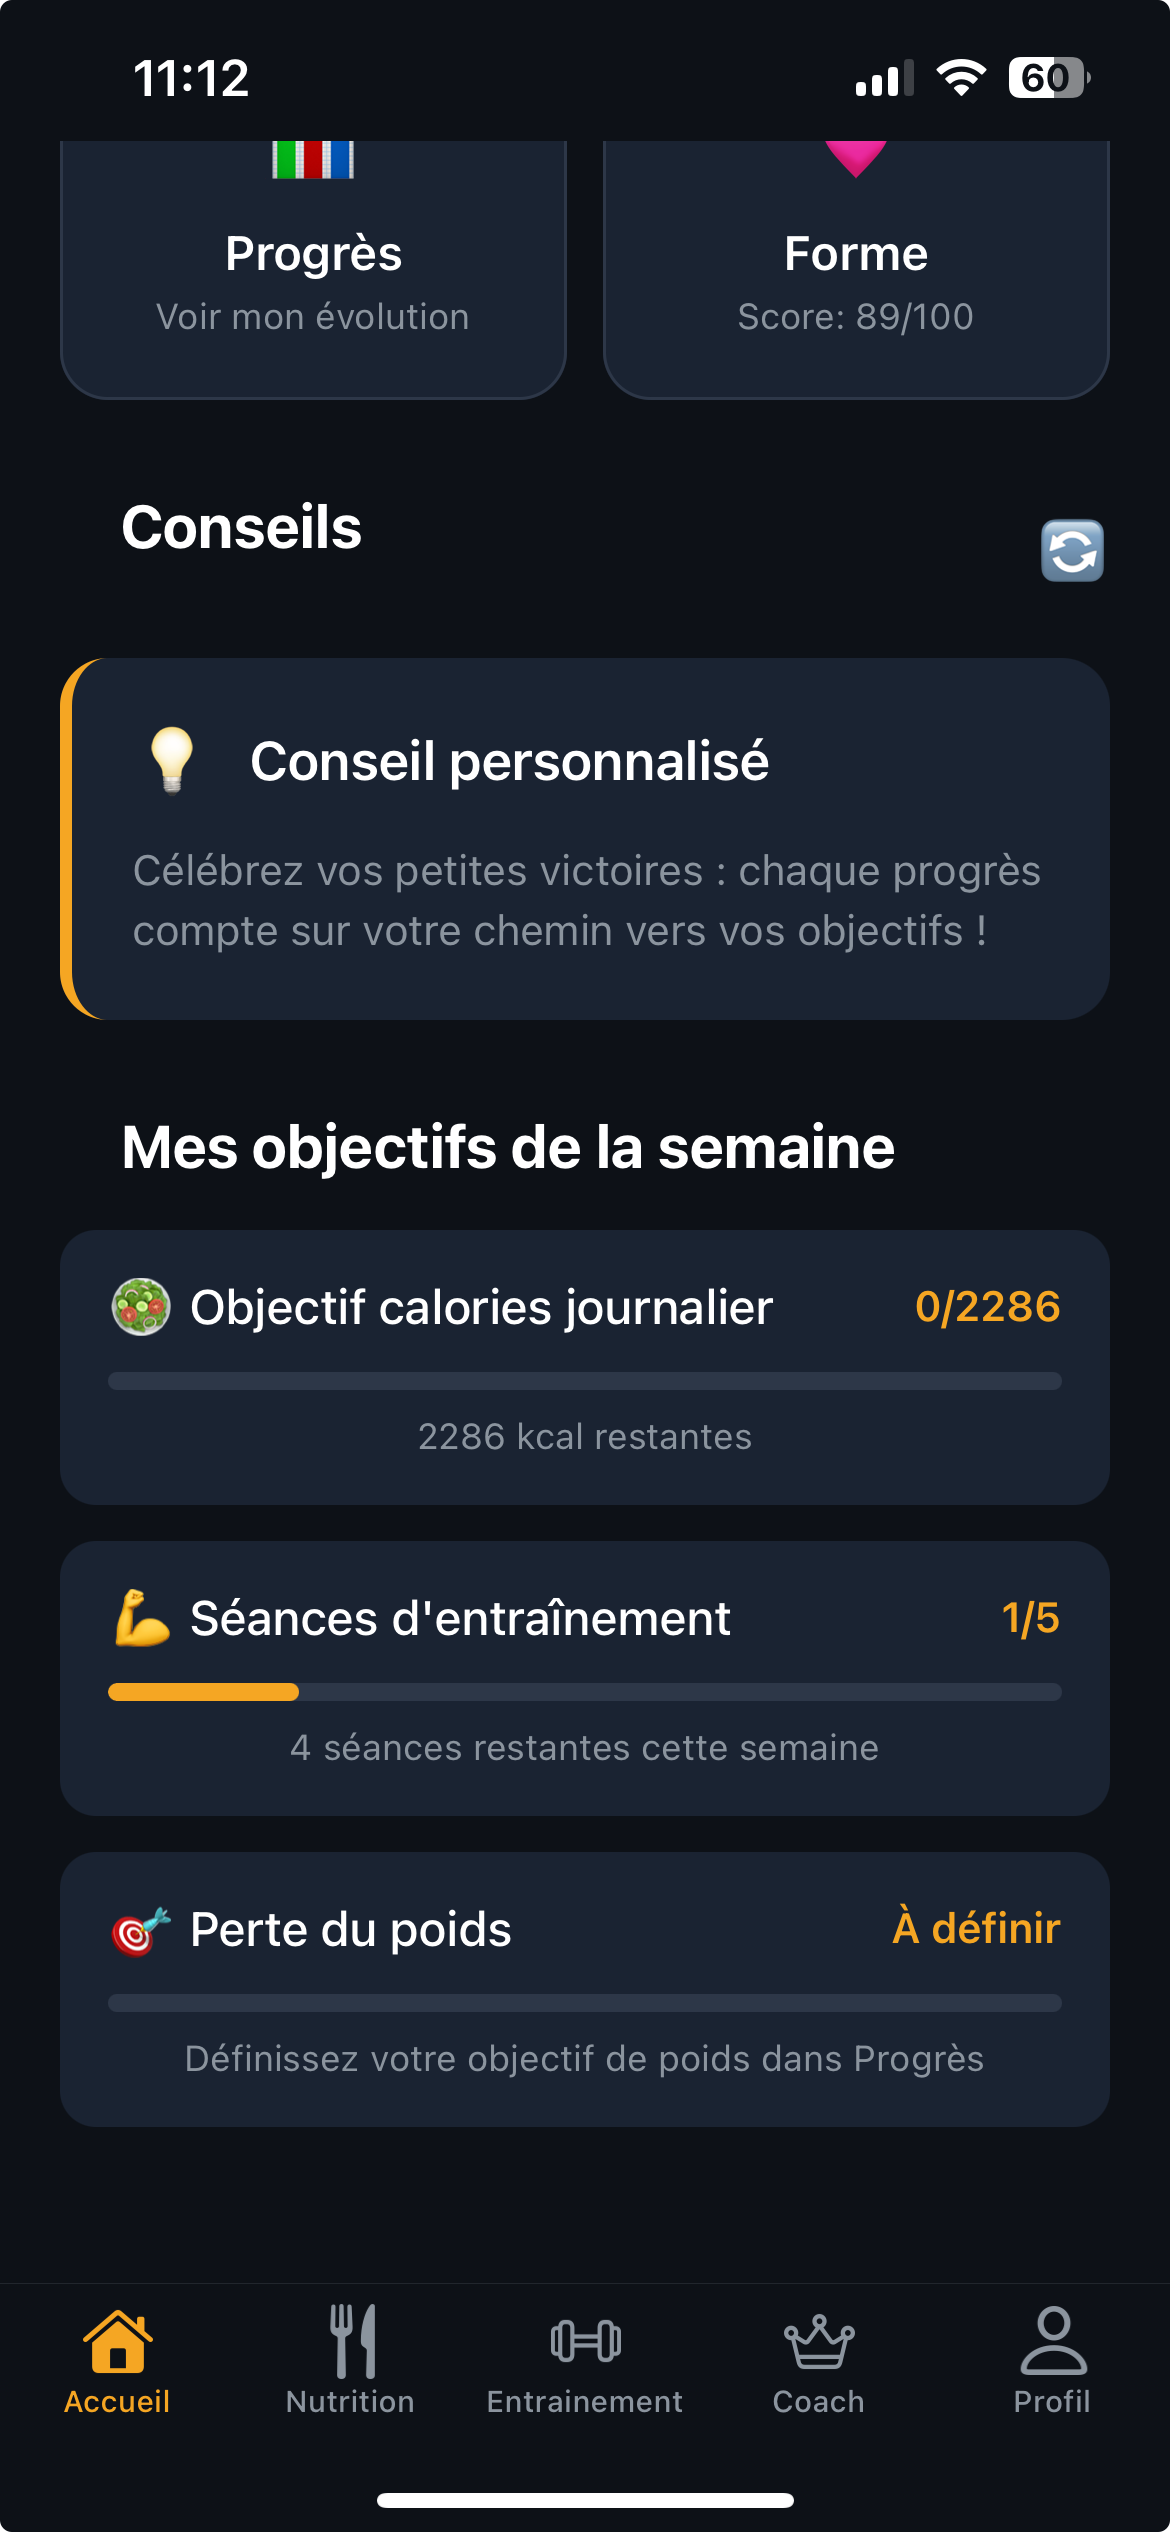 11:12
60
Progrès
Voir mon évolution
Forme
Score: 89/100
Conseils
Conseil personnalisé
Célébrez vos petites victoires : chaque progrès
compte sur votre chemin vers vos objectifs !
Mes objectifs de la semaine
Objectif calories journalier
0/2286
2286 kcal restantes
Séances d'entraînement
1/5
4 séances restantes cette semaine
Perte du poids
À définir
Définissez votre objectif de poids dans Progrès
Accueil
Nutrition
Entrainement
Coach
Profil